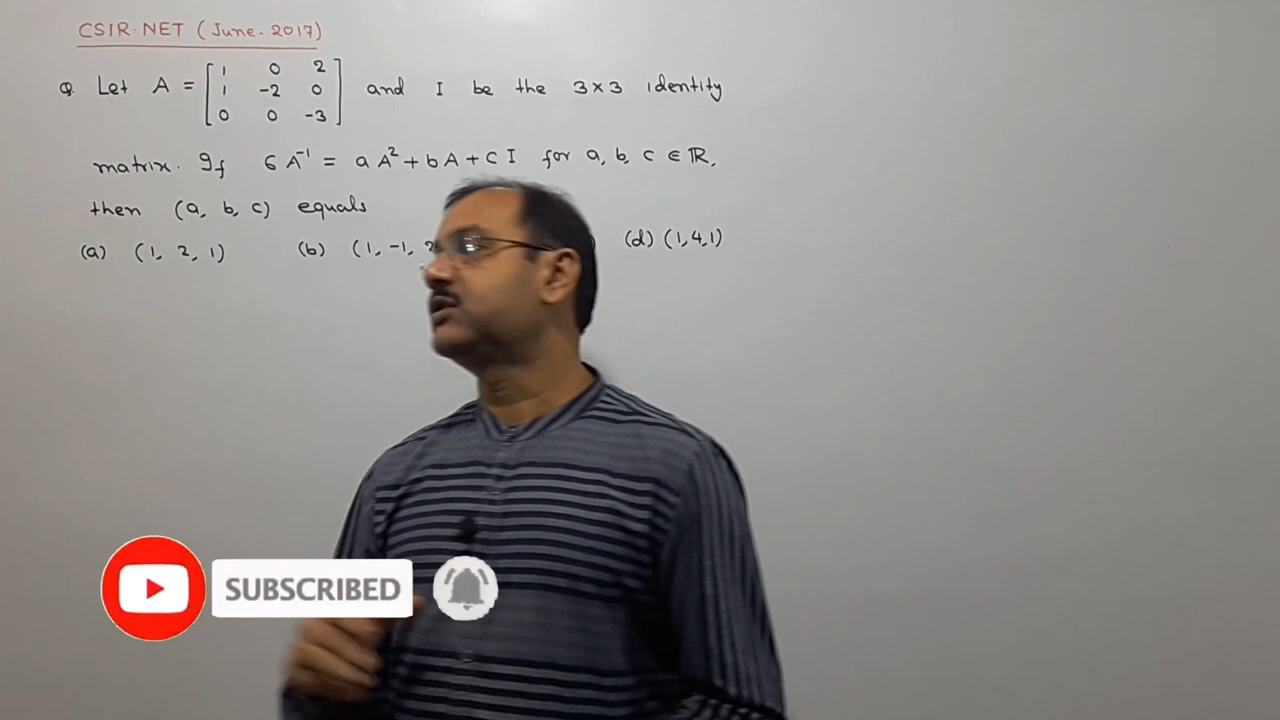 CSIR-NET (June-2017)
Q. Let A = [ 1 0 2
1 -2 0
0 0 -3 ] and I be the 3×3 identity
matrix. If 6A⁻¹ = aA² + bA + cI for a, b, c ∈ ℝ,
then (a, b, c) equals
(a) (1, 2, 1) (b) (1, -1, (d) (1,4,1)
SUBSCRIBED